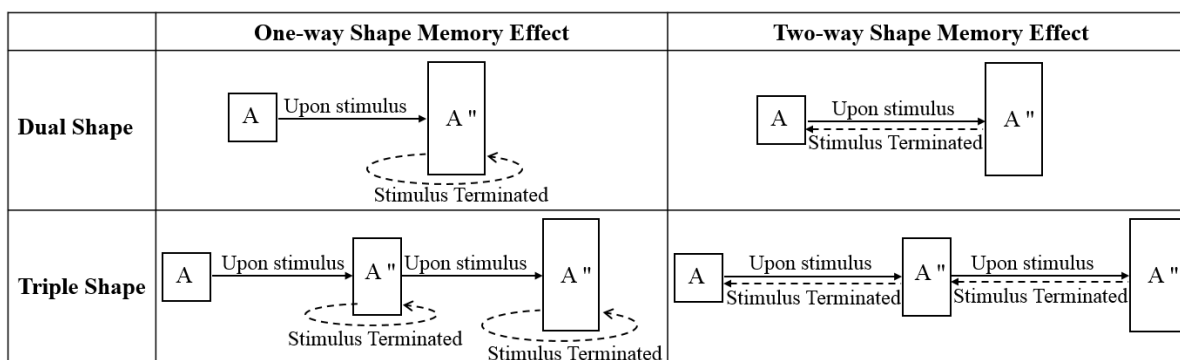 One-way Shape Memory Effect
Two-way Shape Memory Effect
Dual Shape
A
Upon stimulus
A "
Stimulus Terminated
A
Upon stimulus
Stimulus Terminated
A "
Triple Shape
A
Upon stimulus
A "
Upon stimulus
A "
Stimulus Terminated
Stimulus Terminated
A
Upon stimulus
Stimulus Terminated
A "
Upon stimulus
Stimulus Terminated
A "